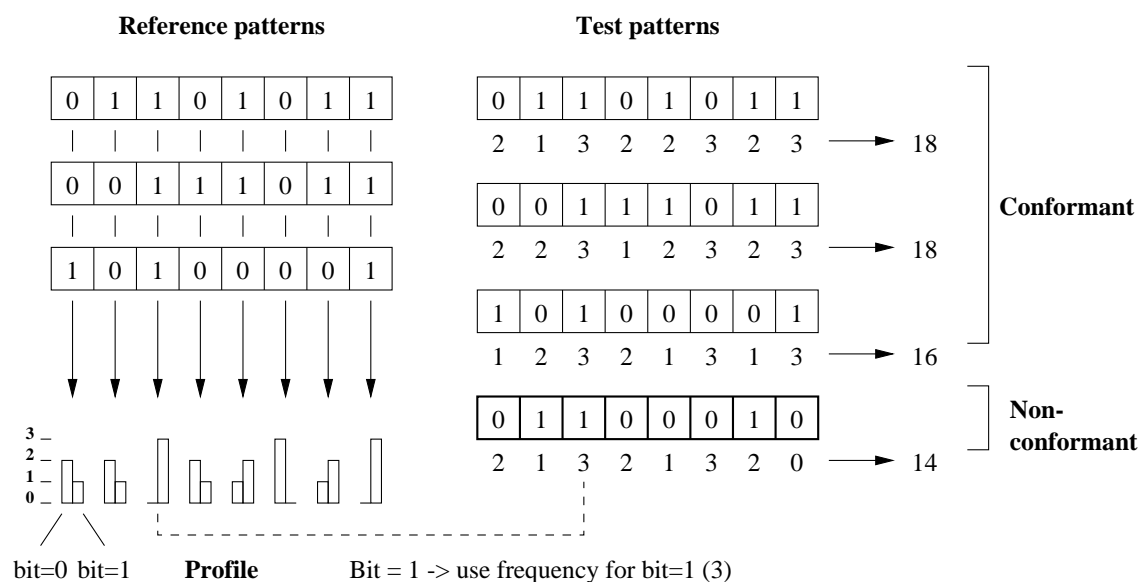 Reference patterns
0 1 1 0 1 0 1 1
0 0 1 1 1 0 1 1
1 0 1 0 0 0 0 1
3
2
1
0
bit=0 bit=1 Profile
Test patterns
0 1 1 0 1 0 1 1
2 1 3 2 2 3 2 3 18
0 0 1 1 1 0 1 1
2 2 3 1 2 3 2 3 18
1 0 1 0 0 0 0 1
1 2 3 2 1 3 1 3 16
Conformant
0 1 1 0 0 0 1 0
2 1 3 2 1 3 2 0 14
Non-
conformant
Bit = 1 -> use frequency for bit=1 (3)